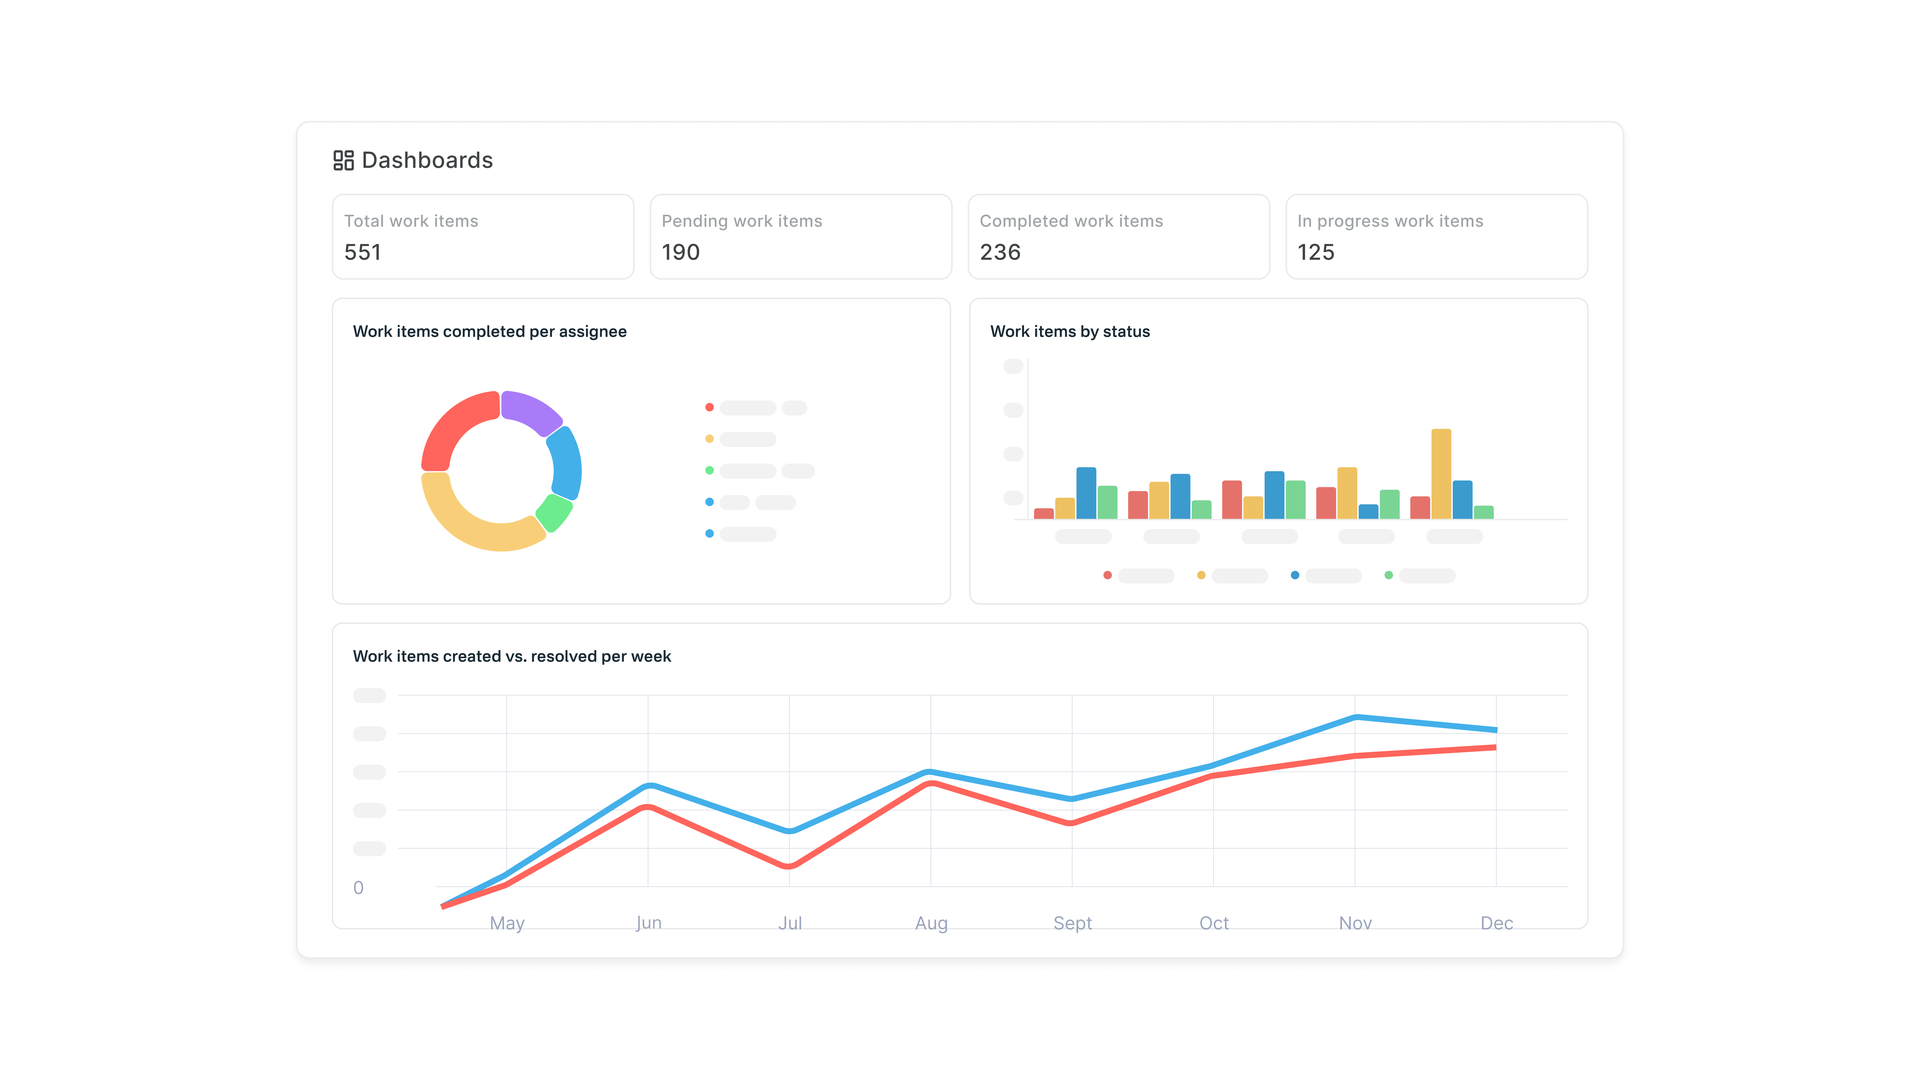 Dashboards
Total work items
551
Pending work items
190
Completed work items
236
In progress work items
125
Work items completed per assignee
Work items by status
Work items created vs. resolved per week
0
May Jun Jul Aug Sept Oct Nov Dec